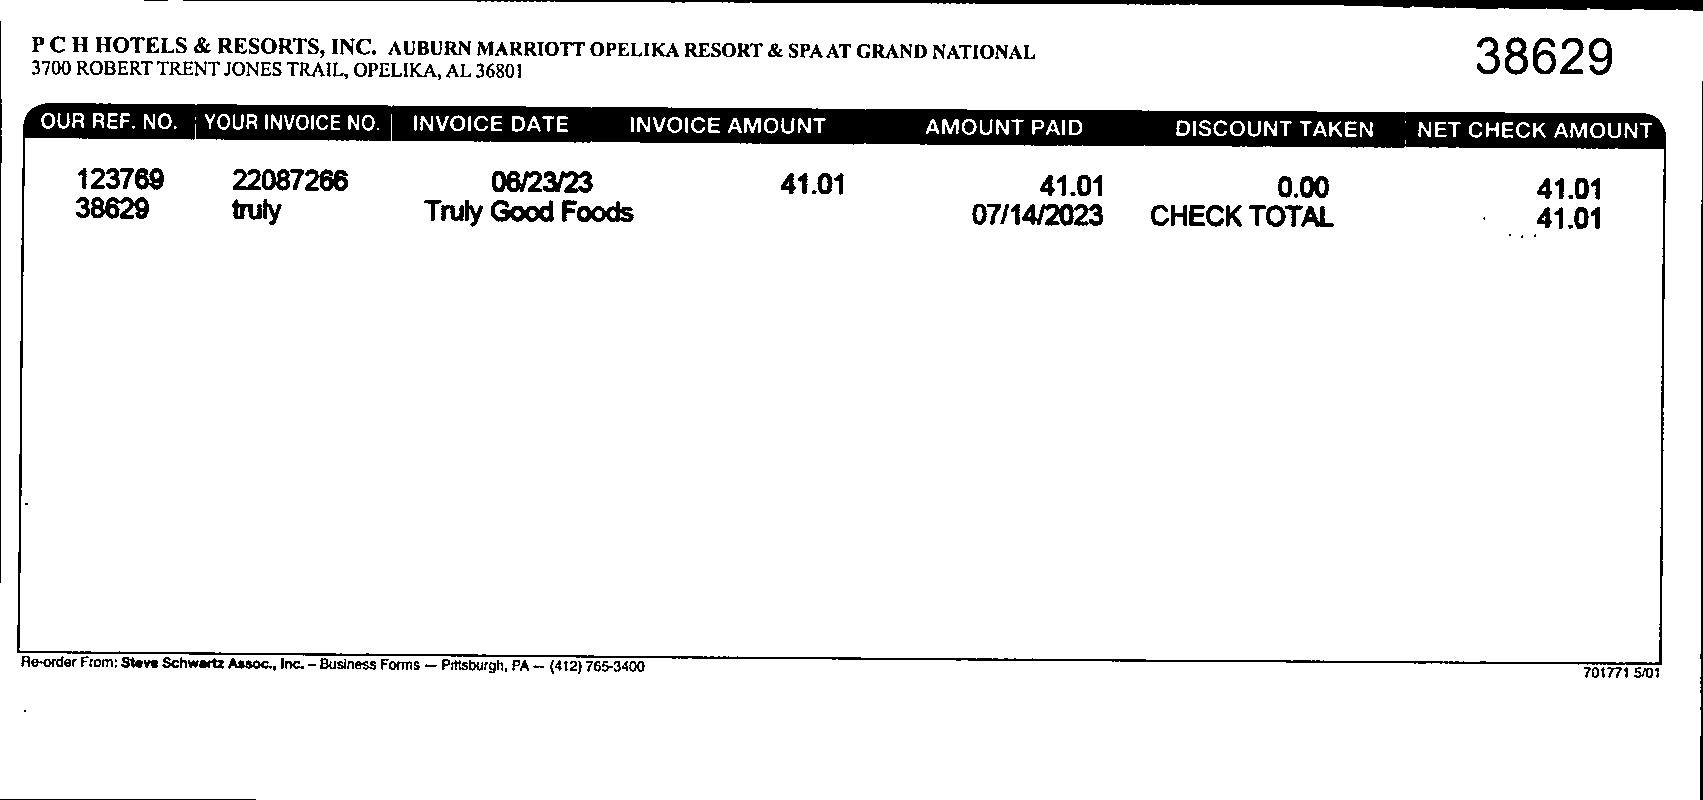 P C H HOTELS & RESORTS, INC. AUBURN MARRIOTT OPELIKA RESORT & SPA AT GRAND NATIONAL
3700 ROBERT TRENT JONES TRAIL, OPELIKA, AL 36801
38629
OUR REF. NO. YOUR INVOICE NO. INVOICE DATE INVOICE AMOUNT AMOUNT PAID DISCOUNT TAKEN NET CHECK AMOUNT
123769 22087266 06/23/23 41.01 41.01 0.00 41.01
38629 truly Truly Good Foods 07/14/2023 CHECK TOTAL 41.01
Re-order From: Steve Schwartz Assoc., Inc. – Business Forms — Pittsburgh, PA — (412) 765-3400
701771 5/01